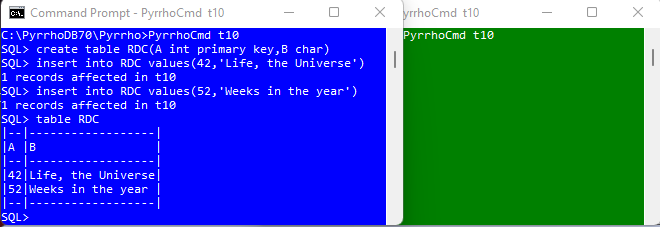 Command Prompt - PyrrhoCmd t10
C:\PyrrhoDB70\Pyrrho>PyrrhoCmd t10
SQL> create table RDC(A int primary key,B char)
SQL> insert into RDC values(42,'Life, the Universe')
1 records affected in t10
SQL> insert into RDC values(52,'Weeks in the year')
1 records affected in t10
SQL> table RDC
|--|------------------|
|A |B                 |
|--|------------------|
|42|Life, the Universe|
|52|Weeks in the year |
|--|------------------|
SQL>
PyrrhoCmd t10
PyrrhoCmd t10